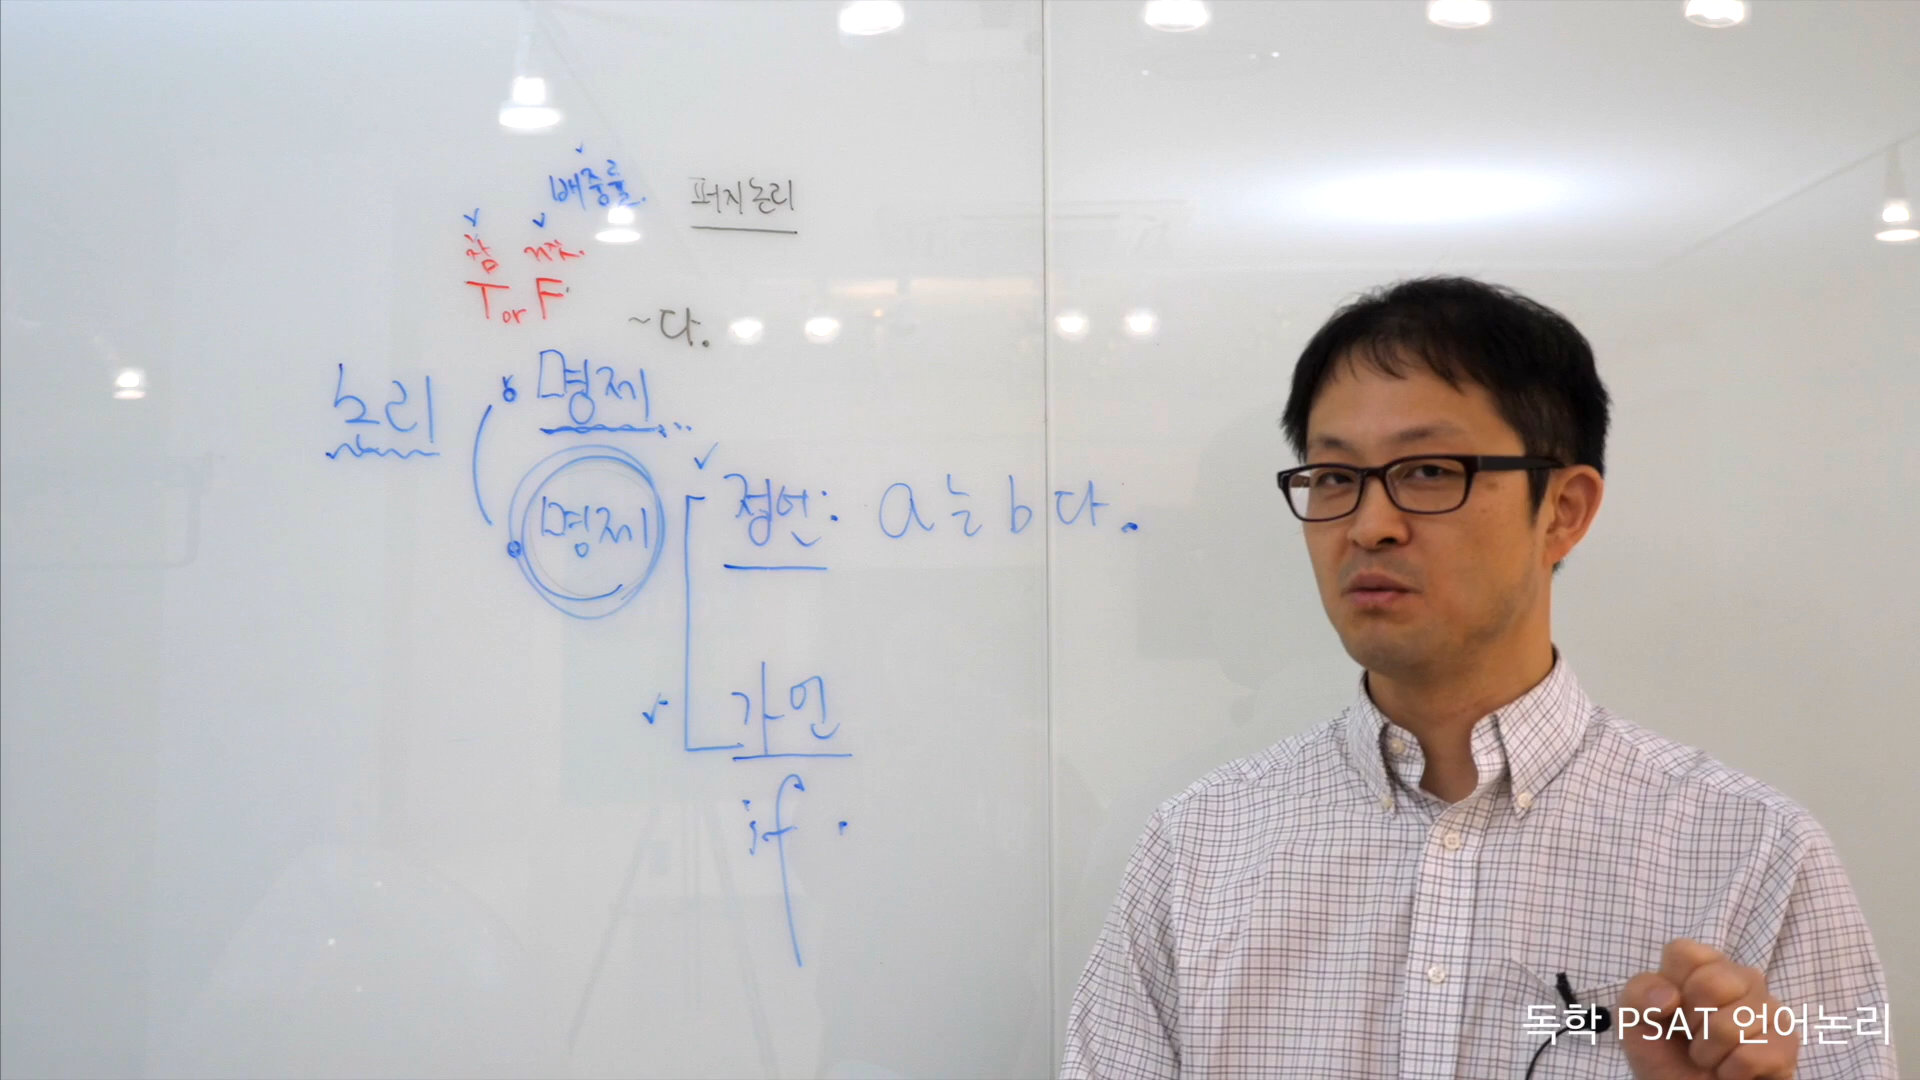 배중률.
퍼지논리
참 거짓.
T or F
~다.
논리
명제
명제
정언: a는 b다.
가언
if
독학 PSAT 언어논리